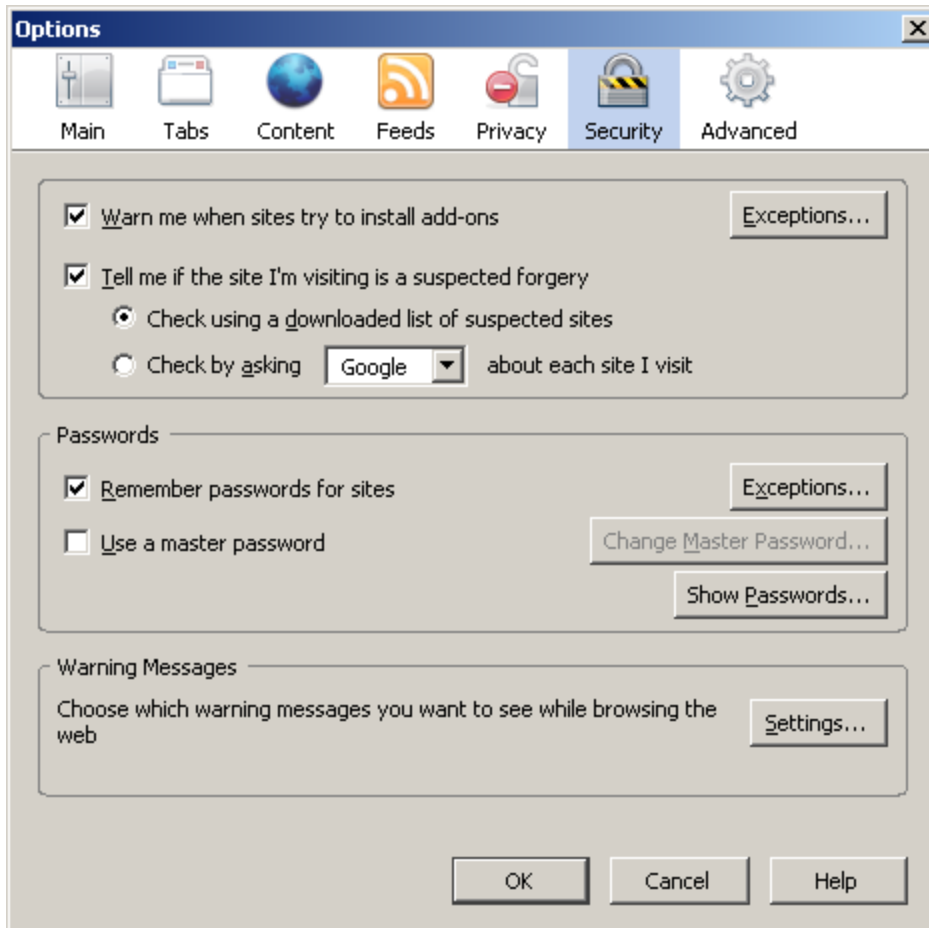 Options
Main Tabs Content Feeds Privacy Security Advanced
Warn me when sites try to install add-ons Exceptions...
Tell me if the site I'm visiting is a suspected forgery
Check using a downloaded list of suspected sites
Check by asking Google about each site I visit
Passwords
Remember passwords for sites Exceptions...
Use a master password Change Master Password...
Show Passwords...
Warning Messages
Choose which warning messages you want to see while browsing the
web
Settings...
OK Cancel Help